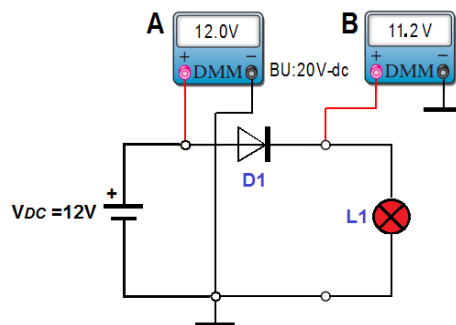 A
12.0V
+ –
DMM
BU:20V-dc
B
11.2 V
+ –
DMM
D1
+
VDC =12V
L1